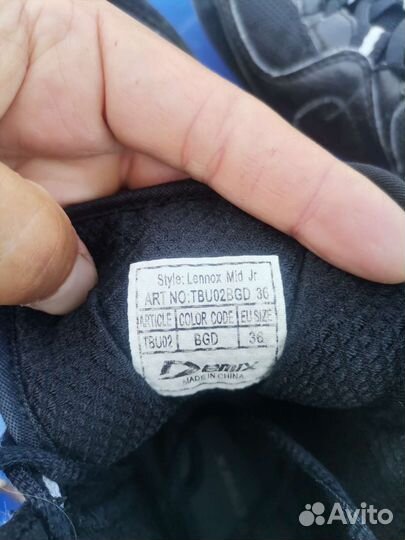 Style: Lennox Mid Jr
ART NO:TBU02BGD 36
ARTICLE COLOR CODE EU SIZE
TBU02 BGD 36
Demix
MADE IN CHINA
Avito